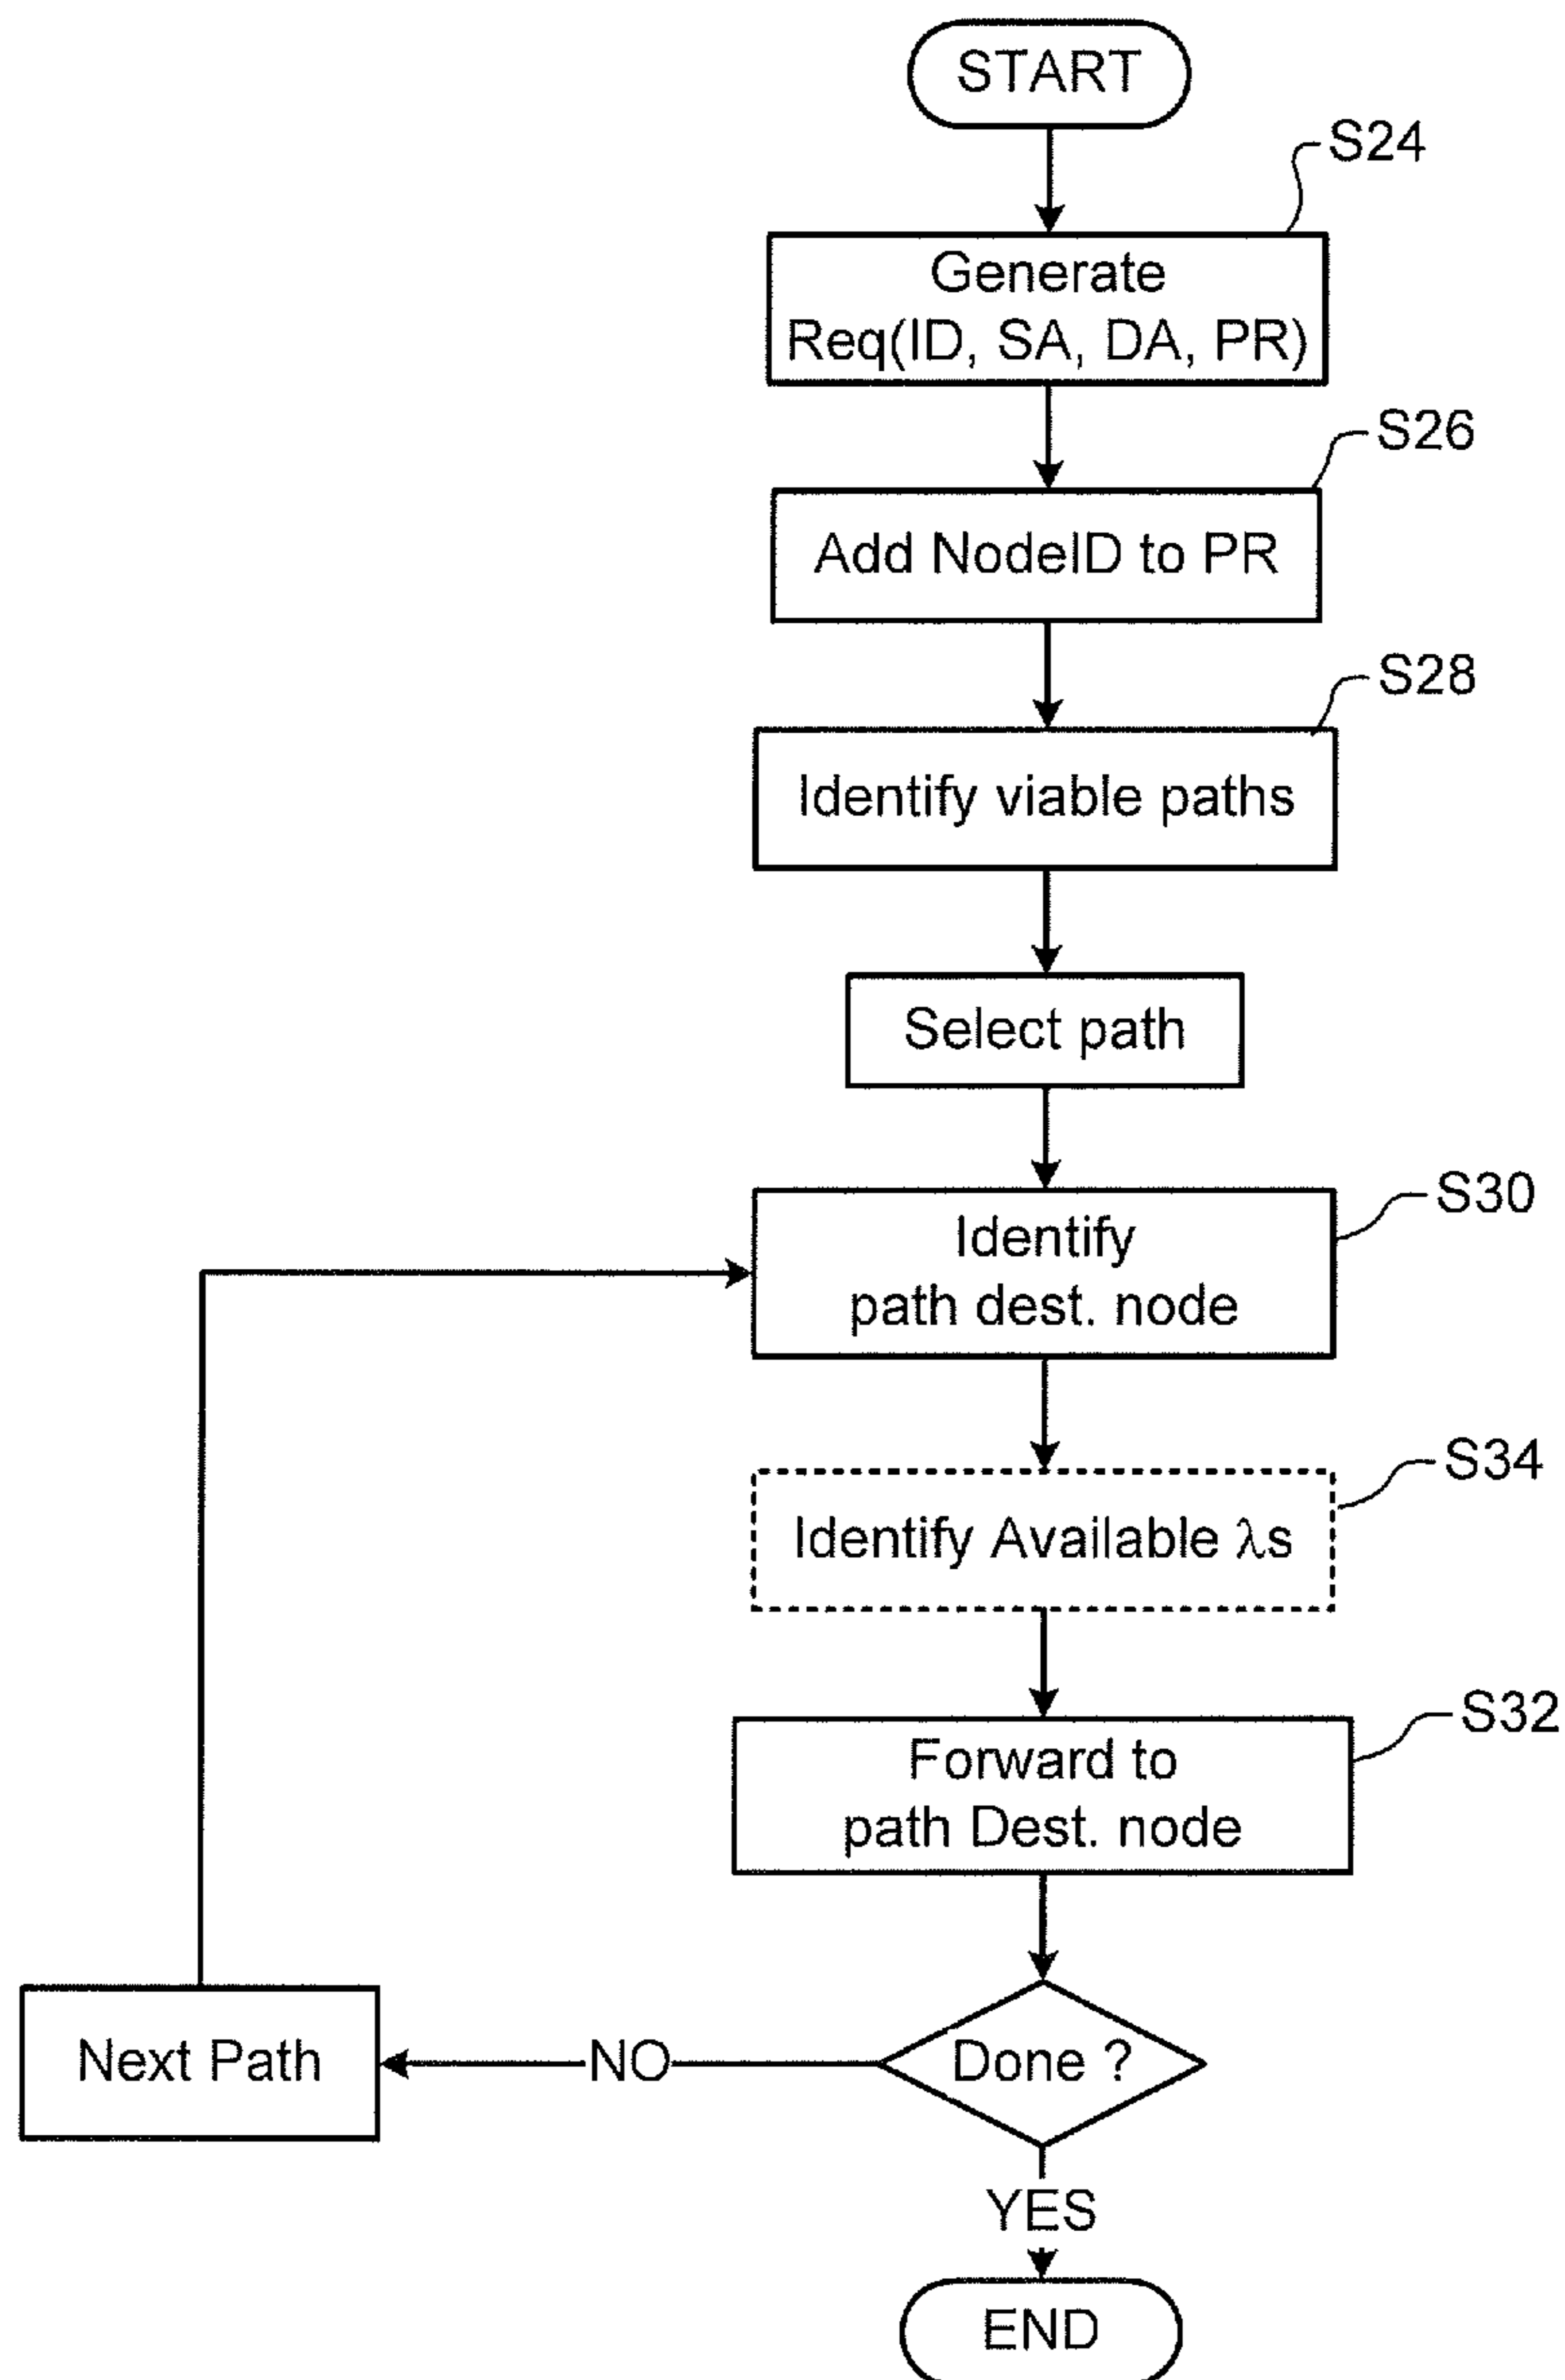 START
S24
Generate
Req(ID, SA, DA, PR)
S26
Add NodeID to PR
S28
Identify viable paths
Select path
S30
Identify
path dest. node
S34
Identify Available λs
S32
Forward to
path Dest. node
Next Path
NO
Done ?
YES
END